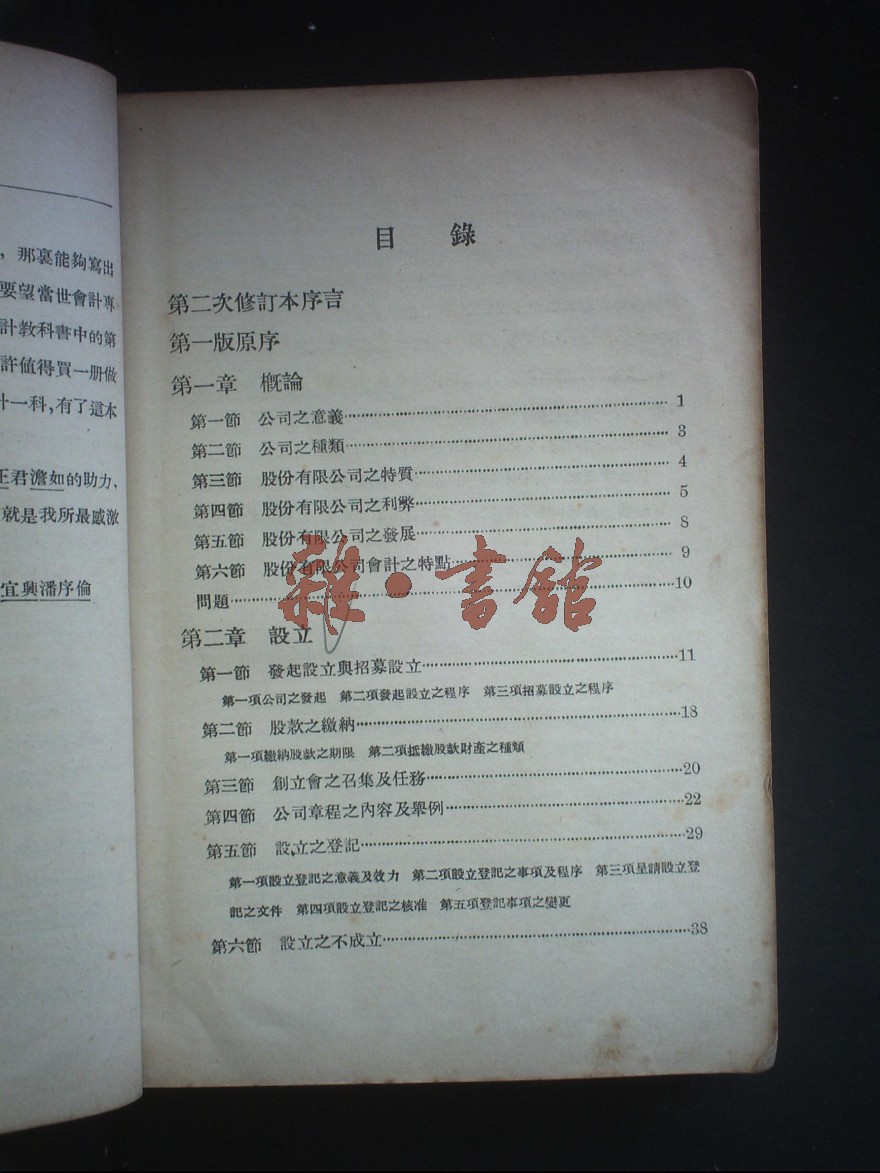 ，那裏能夠寫出
要望當世會計專
計教科書中的第
許値得買一册做
計一科，有了這本
王君澹如的助力，
就是我所最感激
宜興潘序倫
目　錄
第二次修訂本序言
第一版原序
第一章　概論
第一節　公司之意義……1
第二節　公司之種類……3
第三節　股份有限公司之特質……4
第四節　股份有限公司之利弊……5
第五節　股份有限公司之發展……8
第六節　股份有限公司會計之特點……9
問題……10
第二章　設立
第一節　發起設立與招募設立……11
第一項公司之發起　第二項發起設立之程序　第三項招募設立之程序
第二節　股款之繳納……18
第一項繳納股款之期限　第二項抵繳股款財產之種類
第三節　創立會之召集及任務……20
第四節　公司章程之內容及舉例……22
第五節　設立之登記……29
第一項設立登記之意義及效力　第二項設立登記之事項及程序　第三項呈請設立登
記之文件　第四項設立登記之核准　第五項登記事項之變更
第六節　設立之不成立……38
雜·書館